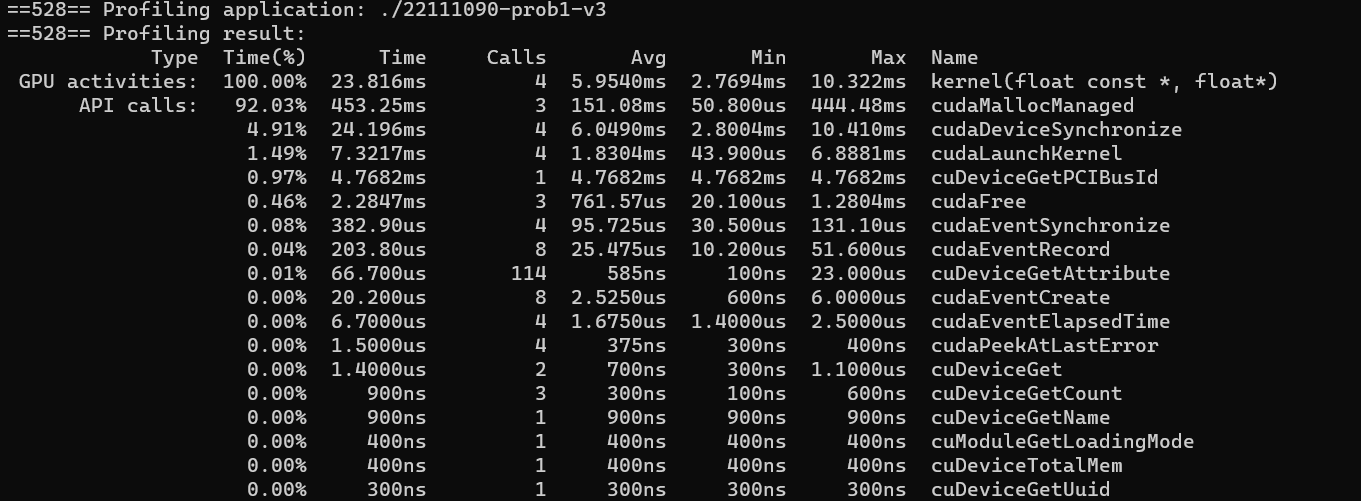 ==528== Profiling application: ./22111090-prob1-v3
==528== Profiling result:
Type Time(%) Time Calls Avg Min Max Name
GPU activities: 100.00% 23.816ms 4 5.9540ms 2.7694ms 10.322ms kernel(float const *, float*)
API calls: 92.03% 453.25ms 3 151.08ms 50.800us 444.48ms cudaMallocManaged
4.91% 24.196ms 4 6.0490ms 2.8004ms 10.410ms cudaDeviceSynchronize
1.49% 7.3217ms 4 1.8304ms 43.900us 6.8881ms cudaLaunchKernel
0.97% 4.7682ms 1 4.7682ms 4.7682ms 4.7682ms cuDeviceGetPCIBusId
0.46% 2.2847ms 3 761.57us 20.100us 1.2804ms cudaFree
0.08% 382.90us 4 95.725us 30.500us 131.10us cudaEventSynchronize
0.04% 203.80us 8 25.475us 10.200us 51.600us cudaEventRecord
0.01% 66.700us 114 585ns 100ns 23.000us cuDeviceGetAttribute
0.00% 20.200us 8 2.5250us 600ns 6.0000us cudaEventCreate
0.00% 6.7000us 4 1.6750us 1.4000us 2.5000us cudaEventElapsedTime
0.00% 1.5000us 4 375ns 300ns 400ns cudaPeekAtLastError
0.00% 1.4000us 2 700ns 300ns 1.1000us cuDeviceGet
0.00% 900ns 3 300ns 100ns 600ns cuDeviceGetCount
0.00% 900ns 1 900ns 900ns 900ns cuDeviceGetName
0.00% 400ns 1 400ns 400ns 400ns cuModuleGetLoadingMode
0.00% 400ns 1 400ns 400ns 400ns cuDeviceTotalMem
0.00% 300ns 1 300ns 300ns 300ns cuDeviceGetUuid